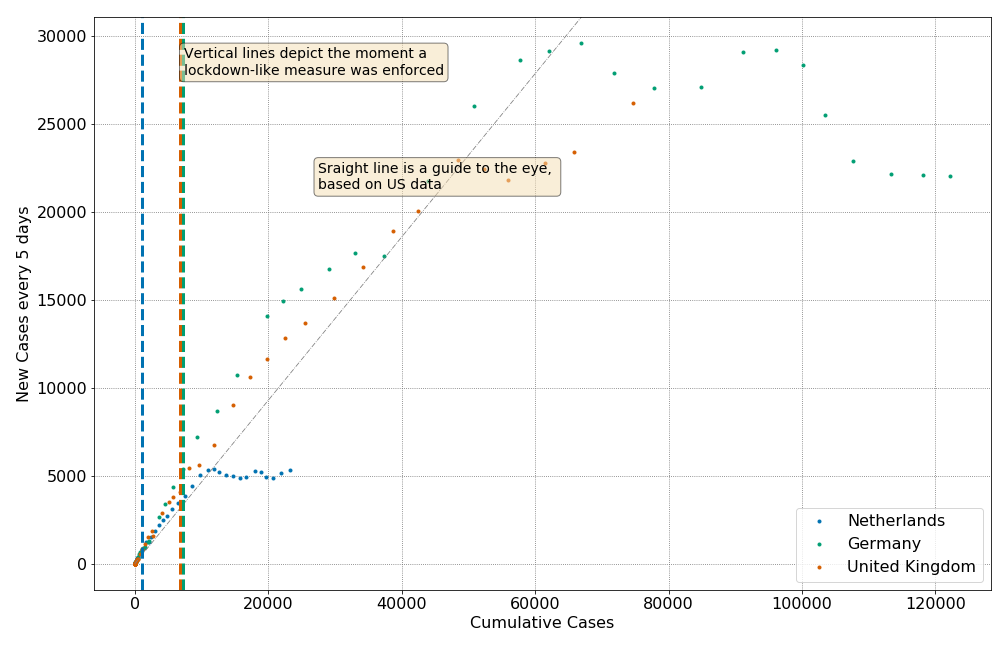 30000
25000
20000
15000
10000
5000
0
New Cases every 5 days
Vertical lines depict the moment a
lockdown-like measure was enforced
Sraight line is a guide to the eye,
based on US data
Netherlands
Germany
United Kingdom
0 20000 40000 60000 80000 100000 120000
Cumulative Cases